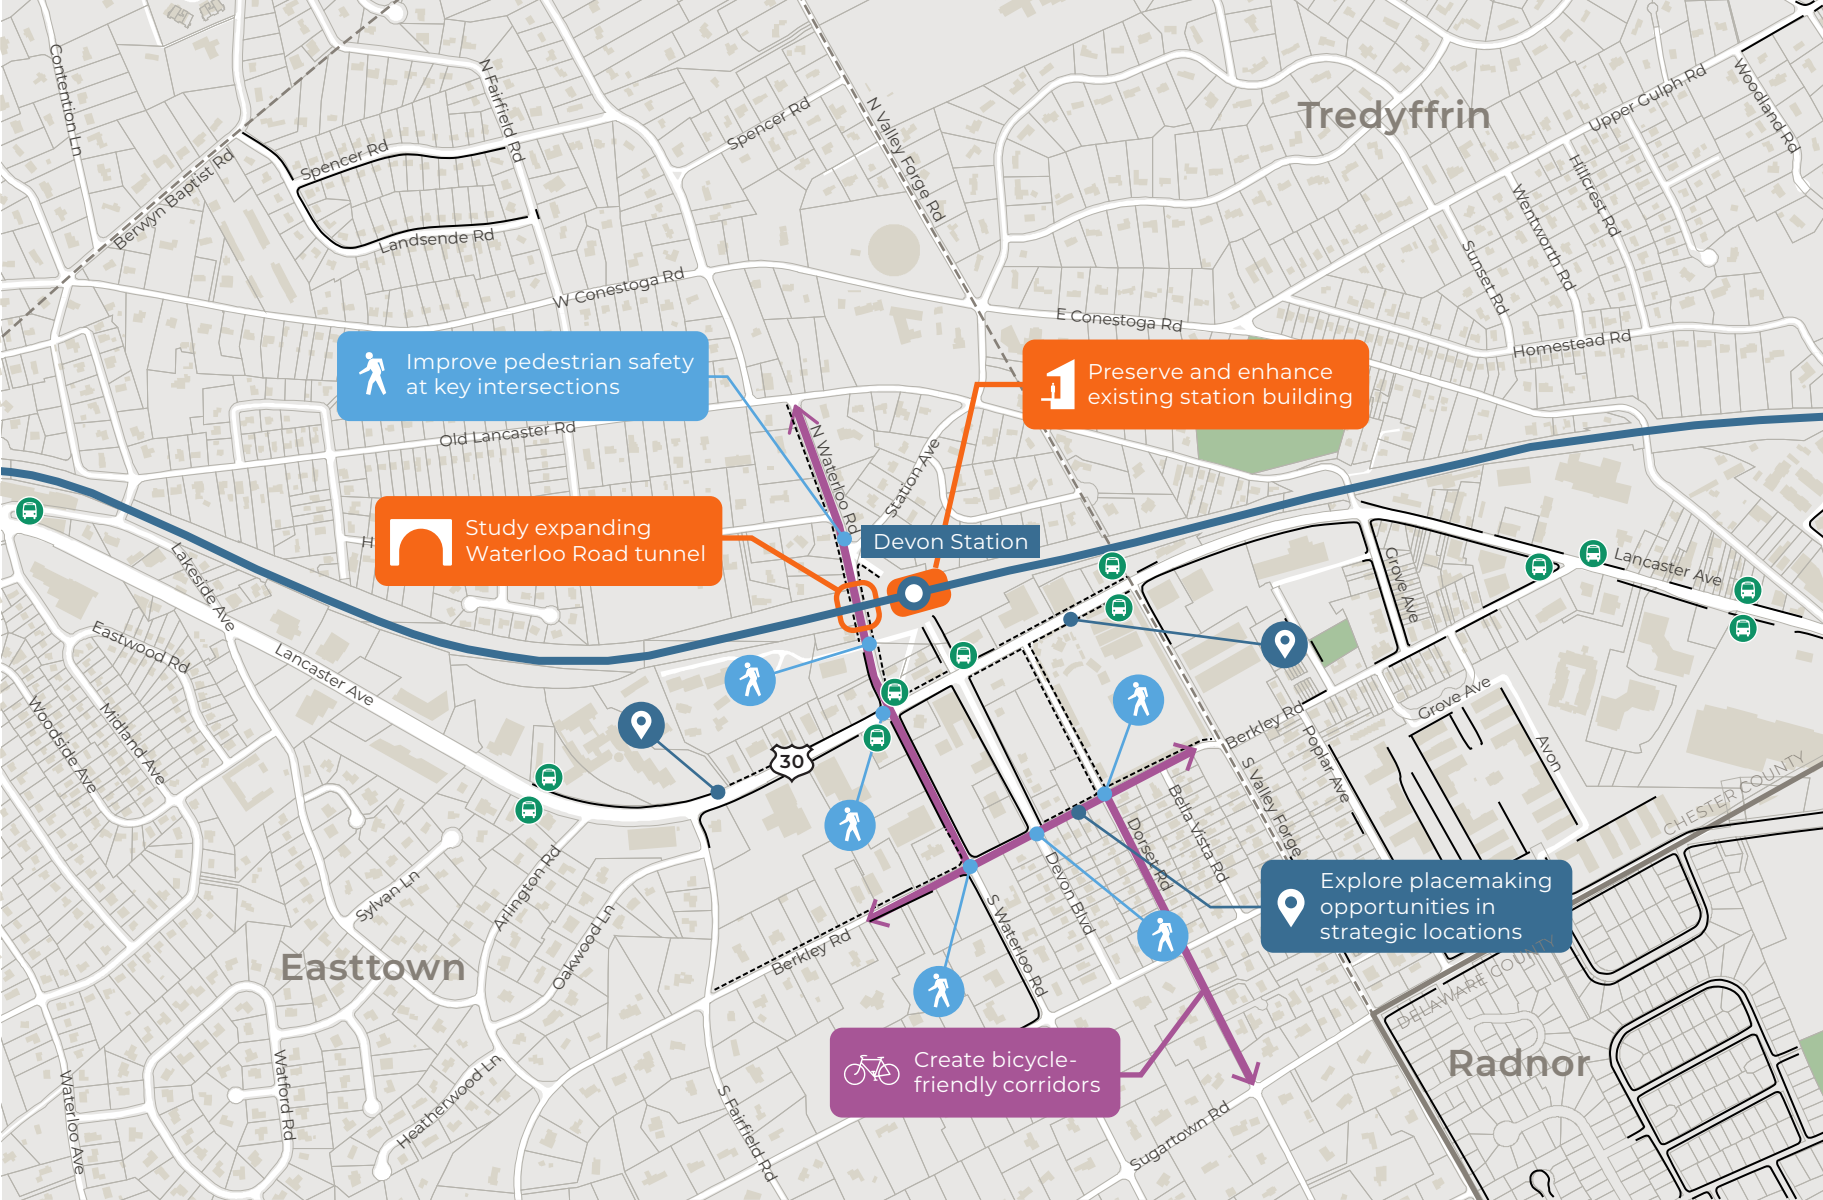 Contention Ln
N Fairfield Rd
Spencer Rd
Spencer Rd
N Valley Forge Rd
Tredyffrin
Upper Gulph Rd
Woodland Rd
Berwyn Baptist Rd
Landsende Rd
Hillcrest Rd
Wentworth Rd
Sunset Rd
W Conestoga Rd
E Conestoga Rd
Homestead Rd
Improve pedestrian safety
at key intersections
Preserve and enhance
existing station building
Old Lancaster Rd
N Waterloo Rd
Station Ave
Study expanding
Waterloo Road tunnel
H
Devon Station
Lancaster Ave
Grove Ave
Lakeside Ave
Eastwood Rd
Lancaster Ave
Woodside Ave
Midland Ave
Grove Ave
Berkley Rd
Poplar Ave
Avon
30
S Valley Forge
CHESTER COUNTY
Bella Vista Rd
Dorset Rd
Devon Blvd
Sylvan Ln
Arlington Rd
Oakwood Ln
Berkley Rd
S Waterloo Rd
Explore placemaking
opportunities in
strategic locations
DELAWARE COUNTY
Easttown
Radnor
Create bicycle-
friendly corridors
Waterloo Ave
Watford Rd
Heatherwood Ln
S Fairfield Rd
Sugartown Rd